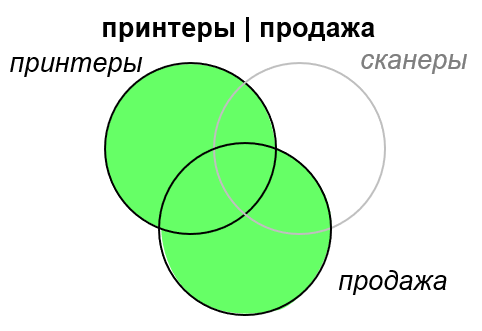 принтеры | продажа
принтеры
сканеры
продажа